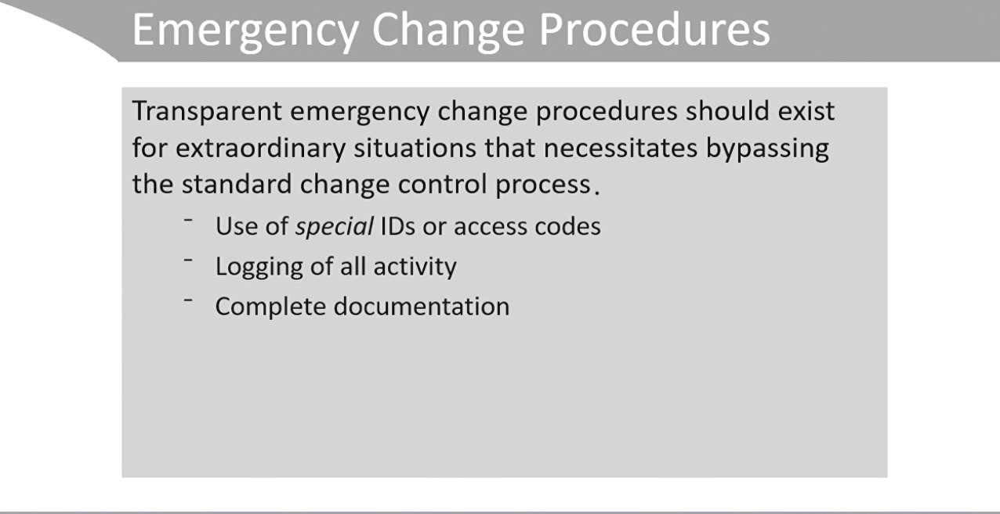 Emergency Change Procedures
Transparent emergency change procedures should exist
for extraordinary situations that necessitates bypassing
the standard change control process.
- Use of special IDs or access codes
- Logging of all activity
- Complete documentation